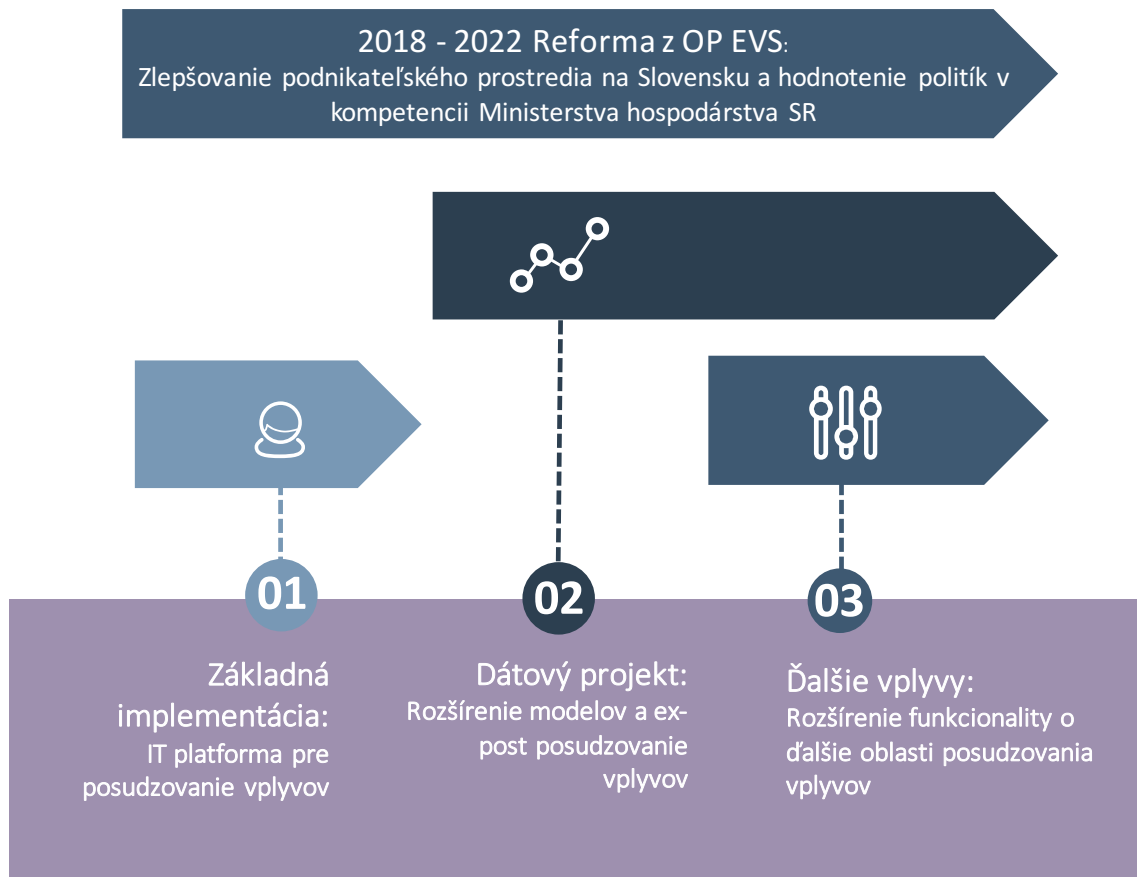 2018 - 2022 Reforma z OP EVS:
Zlepšovanie podnikateľského prostredia na Slovensku a hodnotenie politík v
kompetencii Ministerstva hospodárstva SR
01
02
03
Základná
implementácia:
IT platforma pre
posudzovanie vplyvov
Dátový projekt:
Rozšírenie modelov a ex-
post posudzovanie
vplyvov
Ďalšie vplyvy:
Rozšírenie funkcionality o
ďalšie oblasti posudzovania
vplyvov